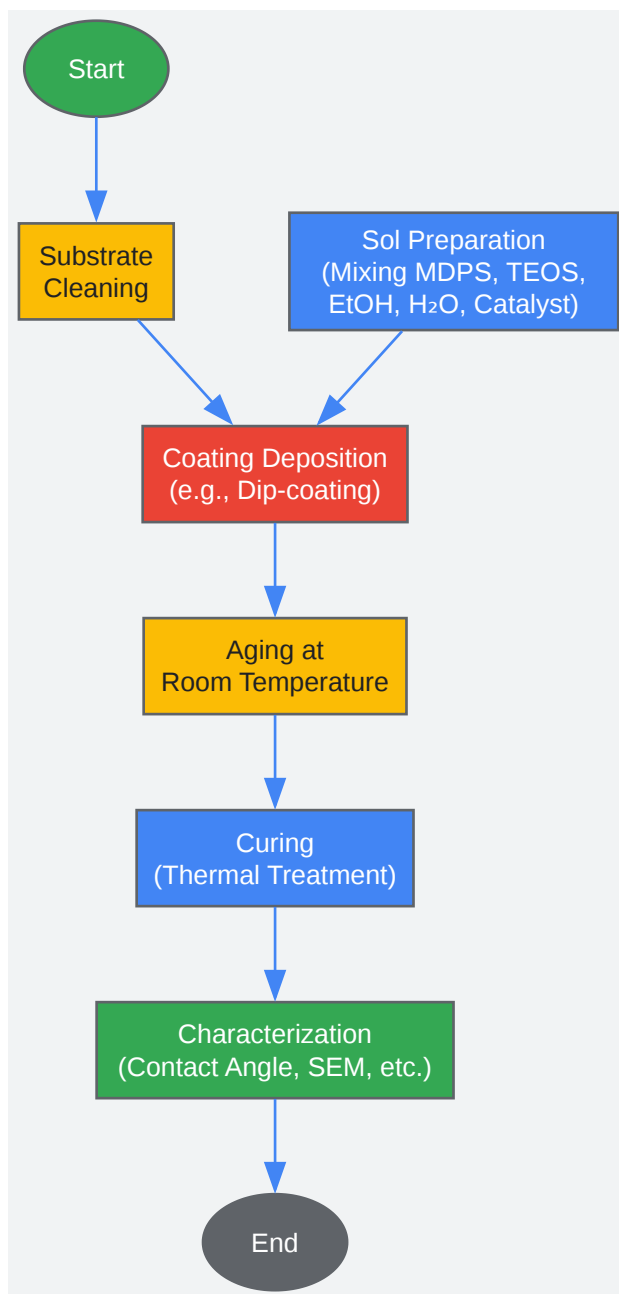 Start
Substrate
Cleaning
Sol Preparation
(Mixing MDPS, TEOS,
EtOH, H₂O, Catalyst)
Coating Deposition
(e.g., Dip-coating)
Aging at
Room Temperature
Curing
(Thermal Treatment)
Characterization
(Contact Angle, SEM, etc.)
End